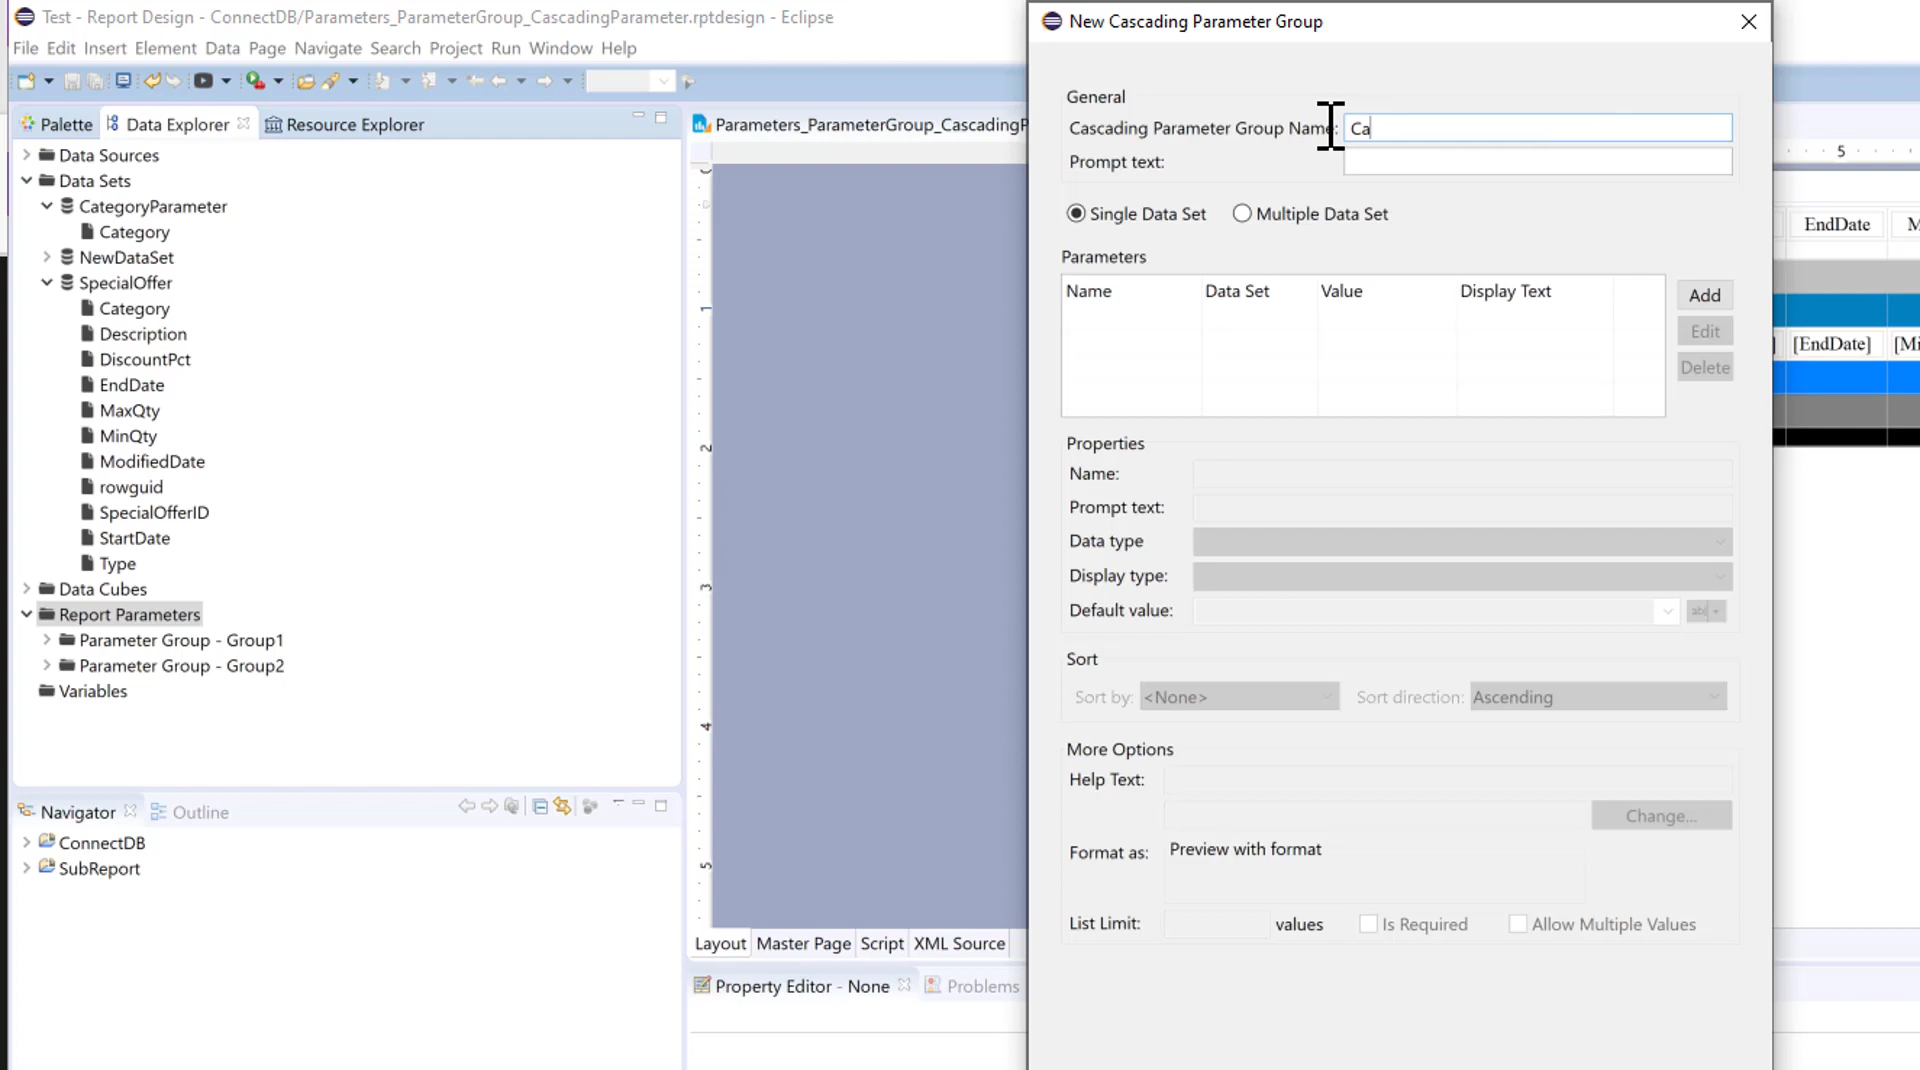 Test - Report Design - ConnectDB/Parameters_ParameterGroup_CascadingParameter.rptdesign - Eclipse
File Edit Insert Element Data Page Navigate Search Project Run Window Help
Palette Data Explorer Resource Explorer
Data Sources
Data Sets
CategoryParameter
Category
NewDataSet
SpecialOffer
Category
Description
DiscountPct
EndDate
MaxQty
MinQty
ModifiedDate
rowguid
SpecialOfferID
StartDate
Type
Data Cubes
Report Parameters
Parameter Group - Group1
Parameter Group - Group2
Variables
Navigator Outline
ConnectDB
SubReport
Parameters_ParameterGroup_CascadingP
1
2
3
4
5
Layout Master Page Script XML Source
Property Editor - None Problems
New Cascading Parameter Group
General
Cascading Parameter Group Name: Ca
Prompt text:
Single Data Set Multiple Data Set
Parameters
Name Data Set Value Display Text
Add
Edit
Delete
Properties
Name:
Prompt text:
Data type
Display type:
Default value:
Sort
Sort by: <None> Sort direction: Ascending
More Options
Help Text:
Change...
Format as: Preview with format
List Limit: values Is Required Allow Multiple Values
5
EndDate M
[EndDate] [Mi